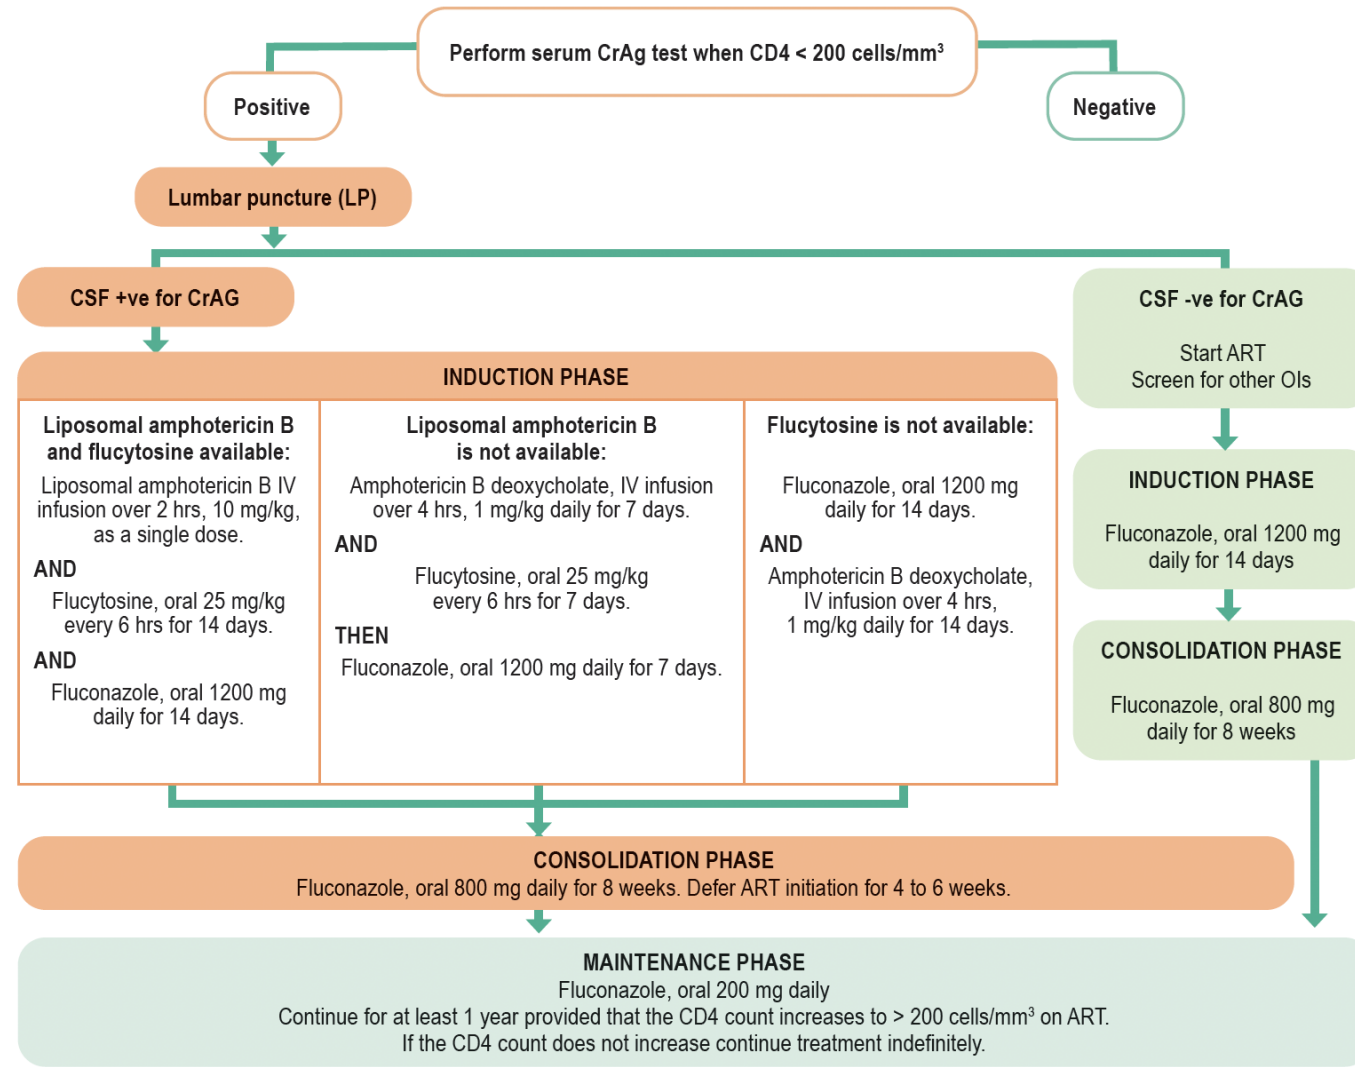 Perform serum CrAg test when CD4 < 200 cells/mm³
Positive
Negative
Lumbar puncture (LP)
CSF +ve for CrAG
CSF -ve for CrAG
Start ART
Screen for other OIs
INDUCTION PHASE
Liposomal amphotericin B
and flucytosine available:
Liposomal amphotericin B IV
infusion over 2 hrs, 10 mg/kg,
as a single dose.
AND
Flucytosine, oral 25 mg/kg
every 6 hrs for 14 days.
AND
Fluconazole, oral 1200 mg
daily for 14 days.
Liposomal amphotericin B
is not available:
Amphotericin B deoxycholate, IV infusion
over 4 hrs, 1 mg/kg daily for 7 days.
AND
Flucytosine, oral 25 mg/kg
every 6 hrs for 7 days.
THEN
Fluconazole, oral 1200 mg daily for 7 days.
Flucytosine is not available:
Fluconazole, oral 1200 mg
daily for 14 days.
AND
Amphotericin B deoxycholate,
IV infusion over 4 hrs,
1 mg/kg daily for 14 days.
INDUCTION PHASE
Fluconazole, oral 1200 mg
daily for 14 days
CONSOLIDATION PHASE
Fluconazole, oral 800 mg
daily for 8 weeks
CONSOLIDATION PHASE
Fluconazole, oral 800 mg daily for 8 weeks. Defer ART initiation for 4 to 6 weeks.
MAINTENANCE PHASE
Fluconazole, oral 200 mg daily
Continue for at least 1 year provided that the CD4 count increases to > 200 cells/mm³ on ART.
If the CD4 count does not increase continue treatment indefinitely.